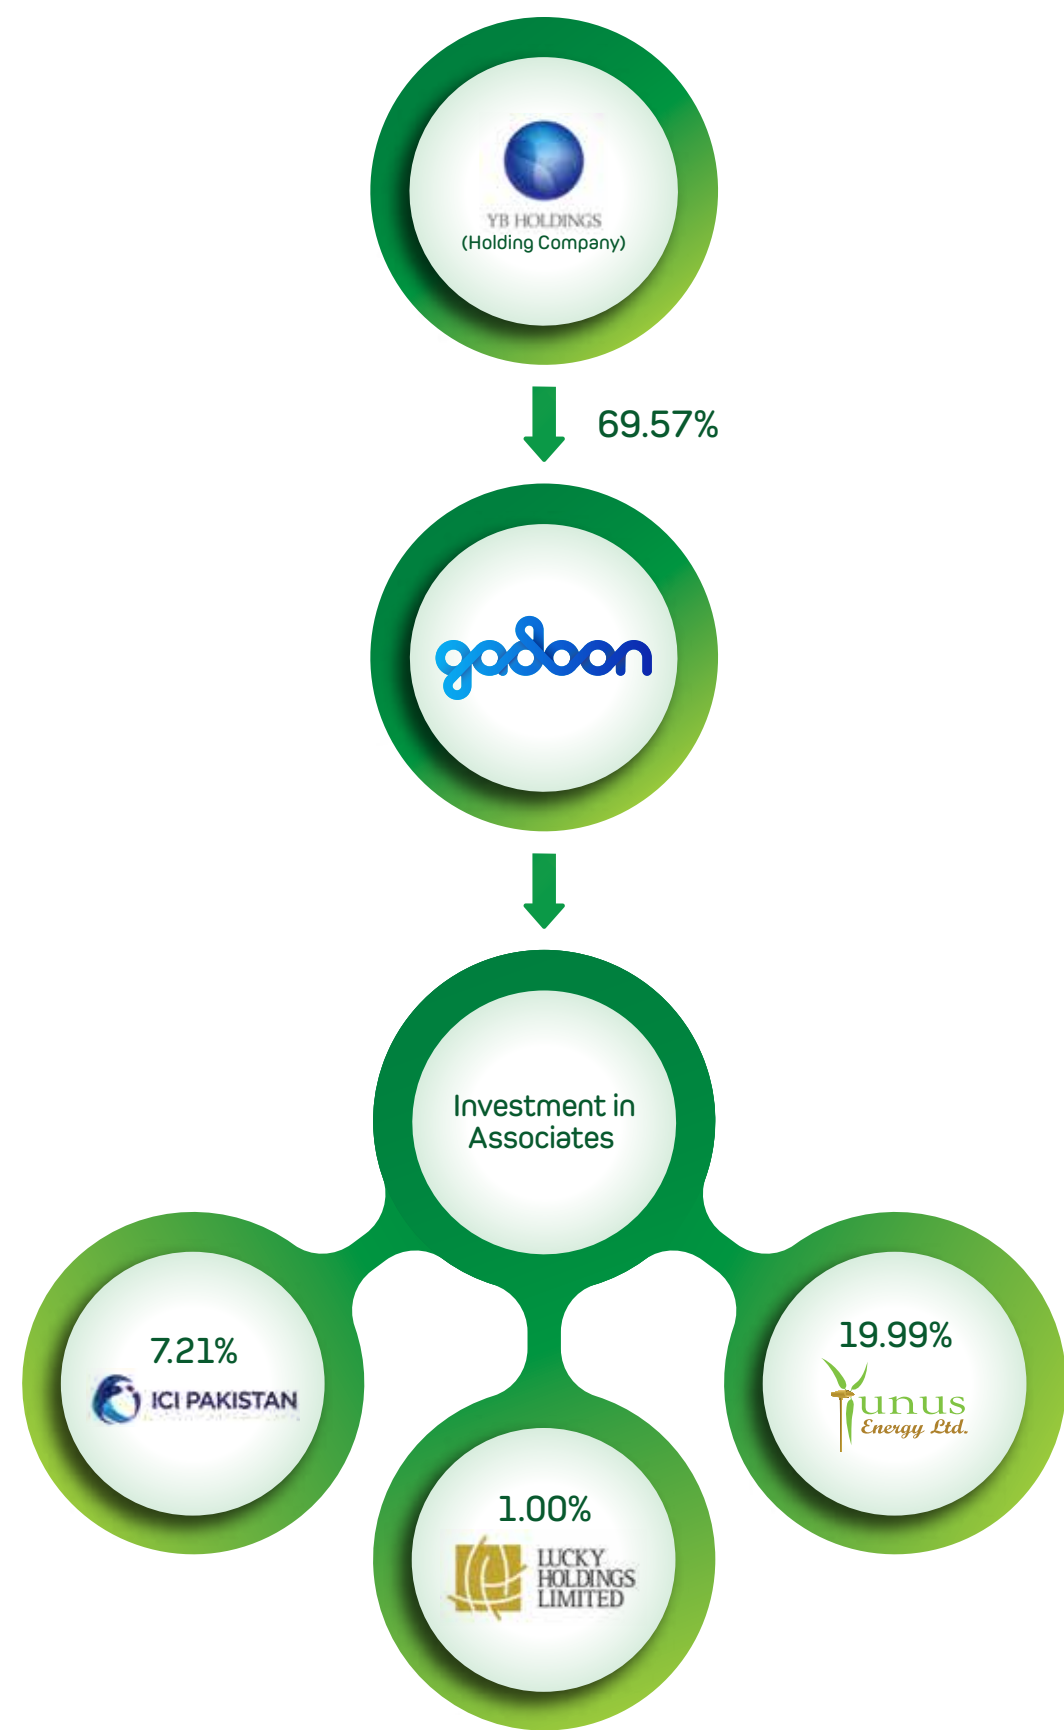 YB HOLDINGS
(Holding Company)
69.57%
gadoon
Investment in
Associates
7.21%
ICI PAKISTAN
19.99%
Yunus
Energy Ltd.
1.00%
LUCKY
HOLDINGS
LIMITED